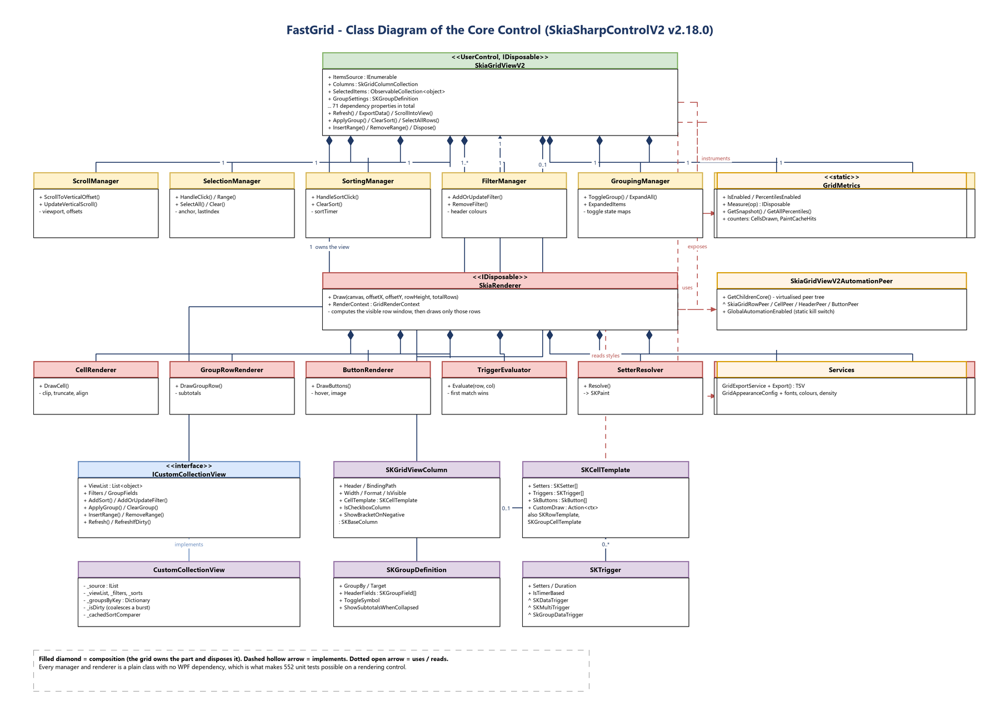 FastGrid - Class Diagram of the Core Control (SkiaSharpControlV2 v2.18.0)
<<UserControl, IDisposable>>
SkiaGridViewV2
+ ItemsSource : IEnumerable
+ Columns : SkGridColumnCollection
+ SelectedItems : ObservableCollection<object>
+ GroupSettings : SKGroupDefinition
... 71 dependency properties in total
+ Refresh() / ExportData() / ScrollIntoView()
+ ApplyGroup() / ClearSort() / SelectAllRows()
+ InsertRange() / RemoveRange() / Dispose()
1
instruments
1
1
1
1..*
1
0..1
1
1
1
ScrollManager
+ ScrollToVerticalOffset()
+ UpdateVerticalScroll()
- viewport, offsets
SelectionManager
+ HandleClick() / Range()
+ SelectAll() / Clear()
- anchor, lastIndex
SortingManager
+ HandleSortClick()
+ ClearSort()
- sortTimer
FilterManager
+ AddOrUpdateFilter()
+ RemoveFilter()
- header colours
GroupingManager
+ ToggleGroup() / ExpandAll()
+ ExpandedItems
- toggle state maps
<<static>>
GridMetrics
+ IsEnabled / PercentilesEnabled
+ Measure(op) : IDisposable
+ GetSnapshot() / GetAllPercentiles()
+ counters: CellsDrawn, PaintCacheHits
1 owns the view
exposes
<<IDisposable>>
SkiaRenderer
+ Draw(canvas, offsetX, offsetY, rowHeight, totalRows)
+ RenderContext : GridRenderContext
- computes the visible row window, then draws only those rows
uses
SkiaGridViewV2AutomationPeer
+ GetChildrenCore() - virtualised peer tree
^ SkiaGridRowPeer / CellPeer / HeaderPeer / ButtonPeer
+ GlobalAutomationEnabled (static kill switch)
reads styles
CellRenderer
+ DrawCell()
- clip, truncate, align
GroupRowRenderer
+ DrawGroupRow()
- subtotals
ButtonRenderer
+ DrawButtons()
- hover, image
TriggerEvaluator
+ Evaluate(row, col)
- first match wins
SetterResolver
+ Resolve()
-> SKPaint
Services
GridExportService + Export() : TSV
GridAppearanceConfig + fonts, colours, density
<<interface>>
ICustomCollectionView
+ ViewList : List<object>
+ Filters / GroupFields
+ AddSort() / AddOrUpdateFilter()
+ ApplyGroup() / ClearGroup()
+ InsertRange() / RemoveRange()
+ Refresh() / RefreshIfDirty()
SKGridViewColumn
+ Header / BindingPath
+ Width / Format / IsVisible
+ CellTemplate : SKCellTemplate
+ IsCheckboxColumn
+ ShowBracketOnNegative
: SKBaseColumn
0..1
SKCellTemplate
+ Setters : SKSetter[]
+ Triggers : SKTrigger[]
+ SkButtons : SkButton[]
+ CustomDraw : Action<ctx>
also SKRowTemplate,
SKGroupCellTemplate
implements
0..*
CustomCollectionView
- _source : IList
- _viewList, _filters, _sorts
- _groupsByKey : Dictionary
- _isDirty (coalesces a burst)
- _cachedSortComparer
SKGroupDefinition
+ GroupBy / Target
+ HeaderFields : SKGroupField[]
+ ToggleSymbol
+ ShowSubtotalsWhenCollapsed
SKTrigger
+ Setters / Duration
+ IsTimerBased
^ SKDataTrigger
^ SKMultiTrigger
^ SkGroupDataTrigger
Filled diamond = composition (the grid owns the part and disposes it). Dashed hollow arrow = implements. Dotted open arrow = uses / reads.
Every manager and renderer is a plain class with no WPF dependency, which is what makes 552 unit tests possible on a rendering control.